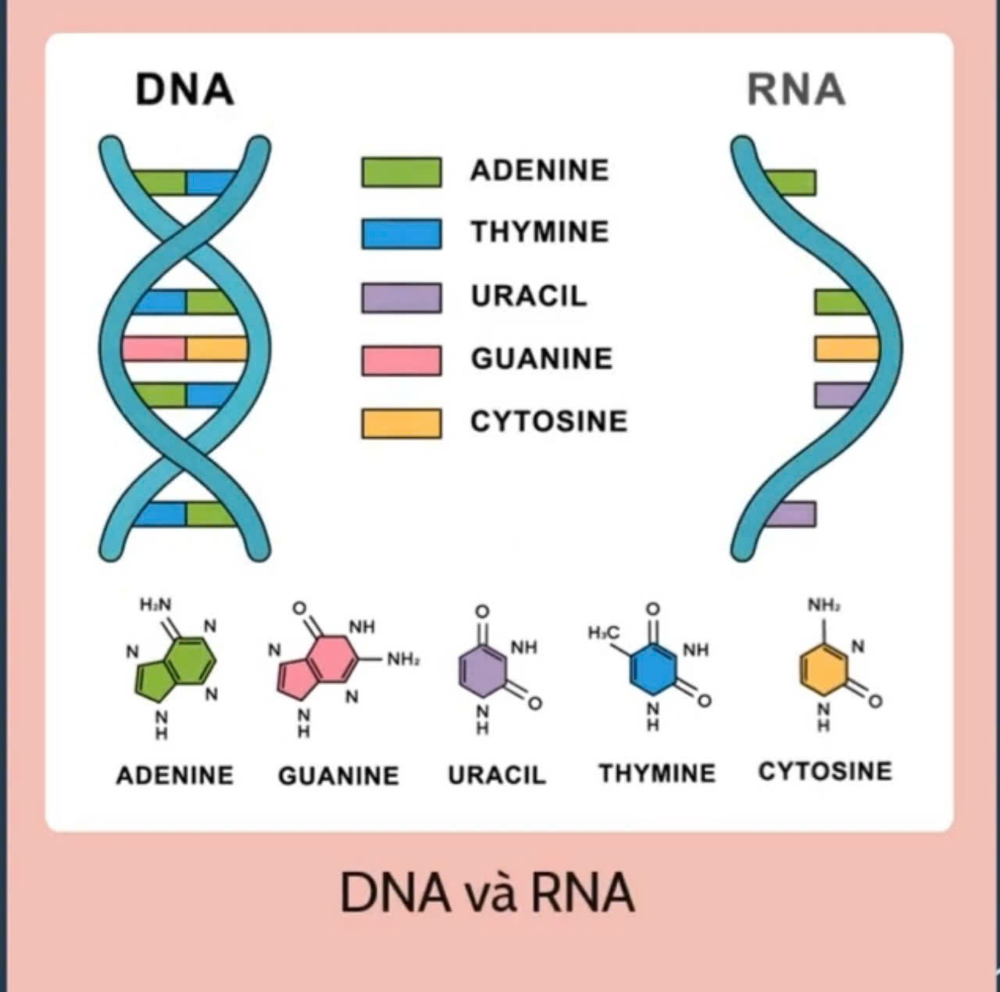 DNA
RNA
ADENINE
THYMINE
URACIL
GUANINE
CYTOSINE
H₂N
N
N
N
N
H
ADENINE
O
NH
N
NH₂
N
N
H
GUANINE
O
NH
O
N
H
URACIL
O
H₃C
NH
O
N
H
THYMINE
NH₂
N
O
N
H
CYTOSINE
DNA và RNA